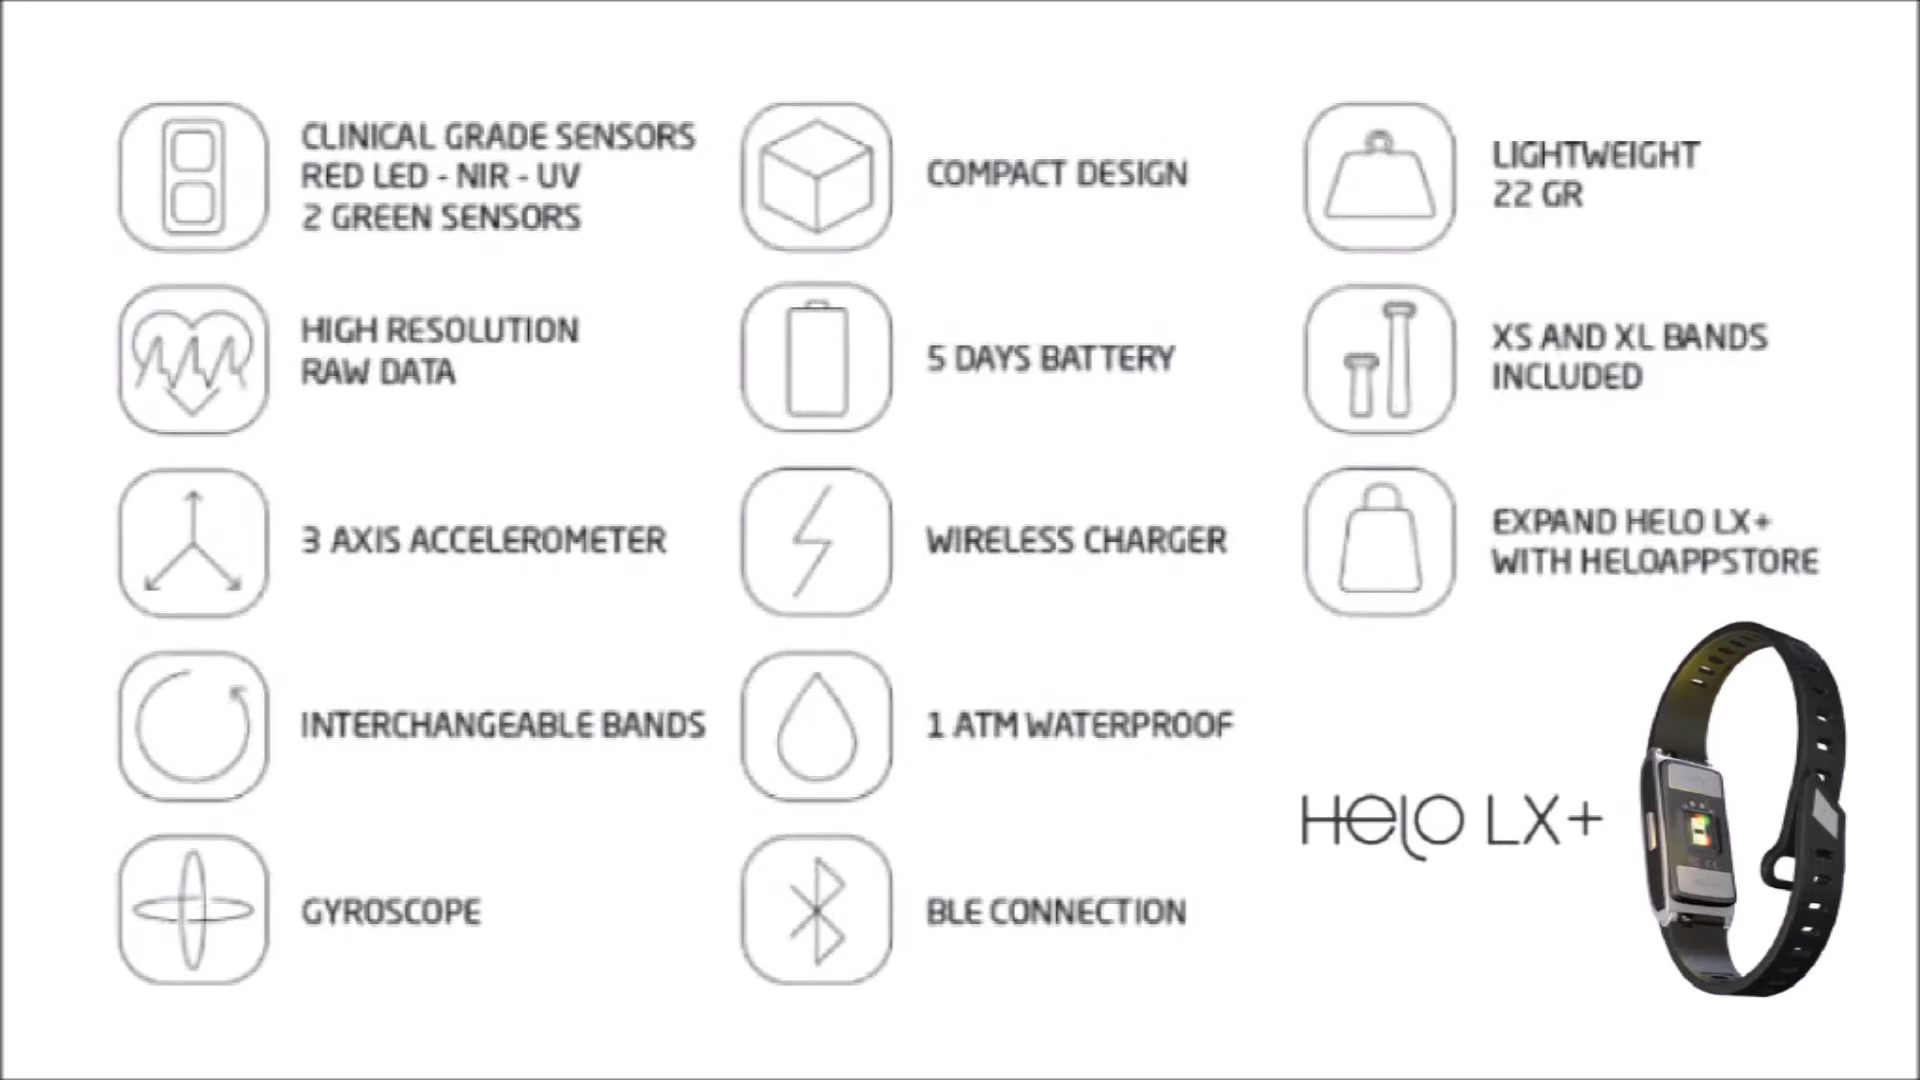 CLINICAL GRADE SENSORS
RED LED - NIR - UV
2 GREEN SENSORS
HIGH RESOLUTION
RAW DATA
3 AXIS ACCELEROMETER
INTERCHANGEABLE BANDS
GYROSCOPE
COMPACT DESIGN
5 DAYS BATTERY
WIRELESS CHARGER
1 ATM WATERPROOF
BLE CONNECTION
LIGHTWEIGHT
22 GR
XS AND XL BANDS
INCLUDED
EXPAND HELO LX+
WITH HELOAPPSTORE
Helo LX+